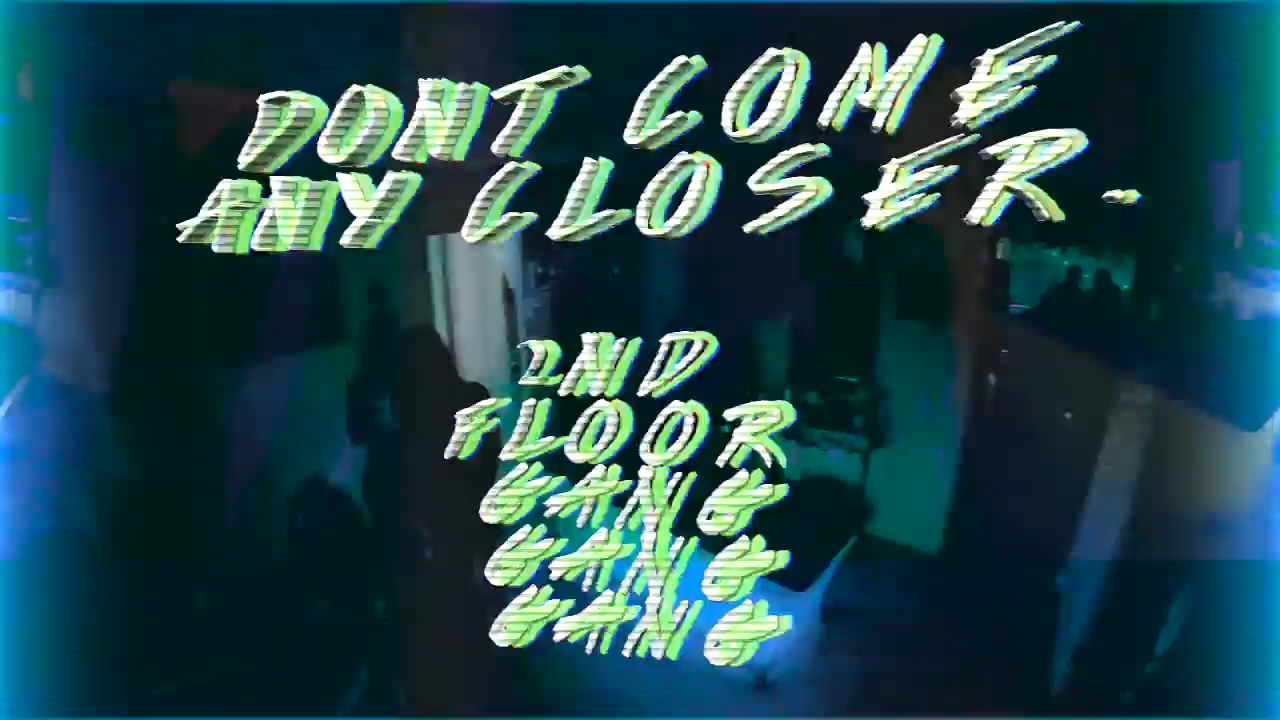 DONT COME
ANY CLOSER.
2ND
FLOOR
GANG
GANG
GANG